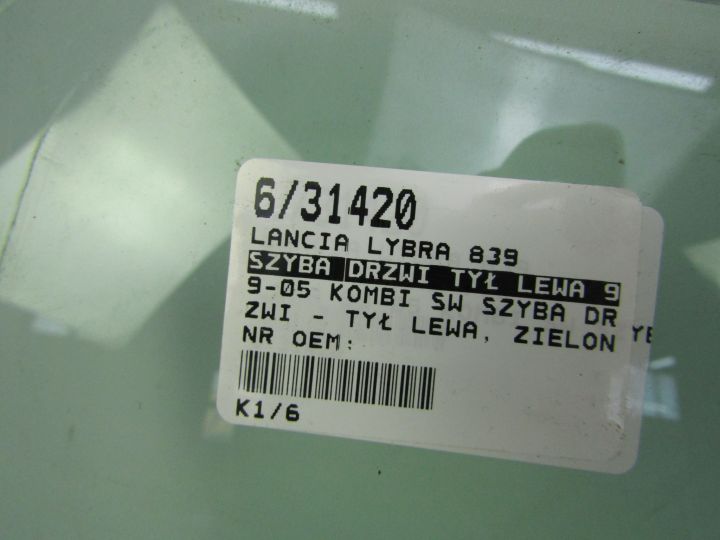 6/31420
LANCIA LYBRA 839
SZYBA DRZWI TYŁ LEWA 9
9-05 KOMBI SW SZYBA DR
ZWI - TYŁ LEWA, ZIELON
NR OEM:
K1/6